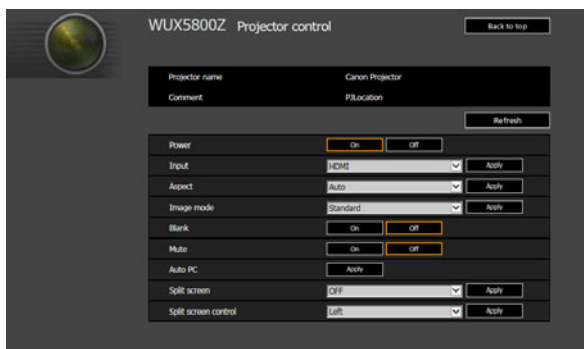 WUX5800Z Projector control Back to top
Projector name Canon Projector
Comment PJLocation
Refresh
Power On Off
Input HDMI Apply
Aspect Auto Apply
Image mode Standard Apply
Blank On Off
Mute On Off
Auto PC Apply
Split screen OFF Apply
Split screen control Left Apply